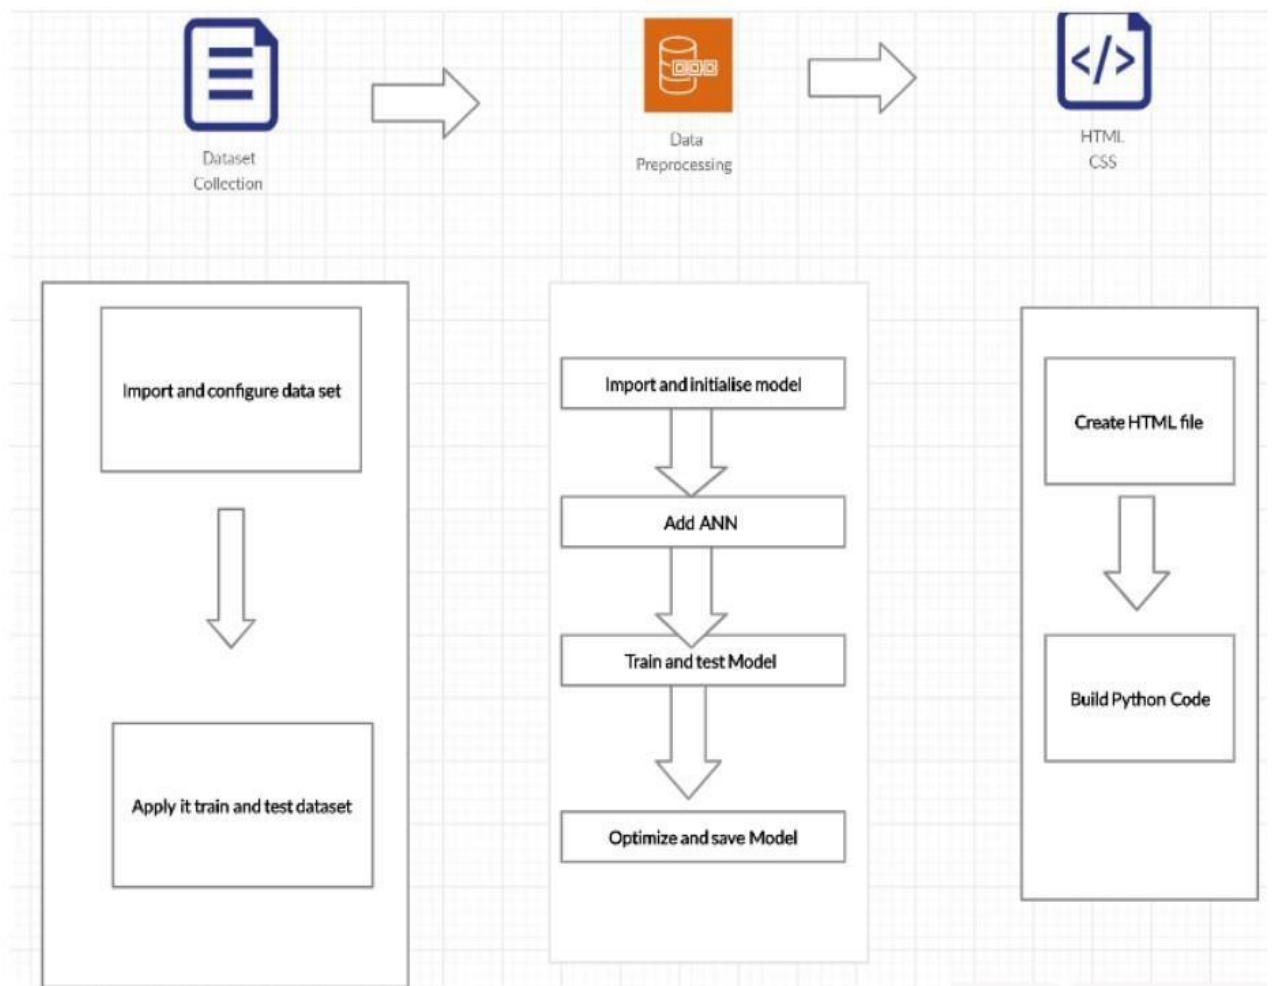 Dataset
Collection
Data
Preprocessing
</>
HTML
CSS
Import and configure data set
Apply it train and test dataset
Import and initialise model
Add ANN
Train and test Model
Optimize and save Model
Create HTML file
Build Python Code